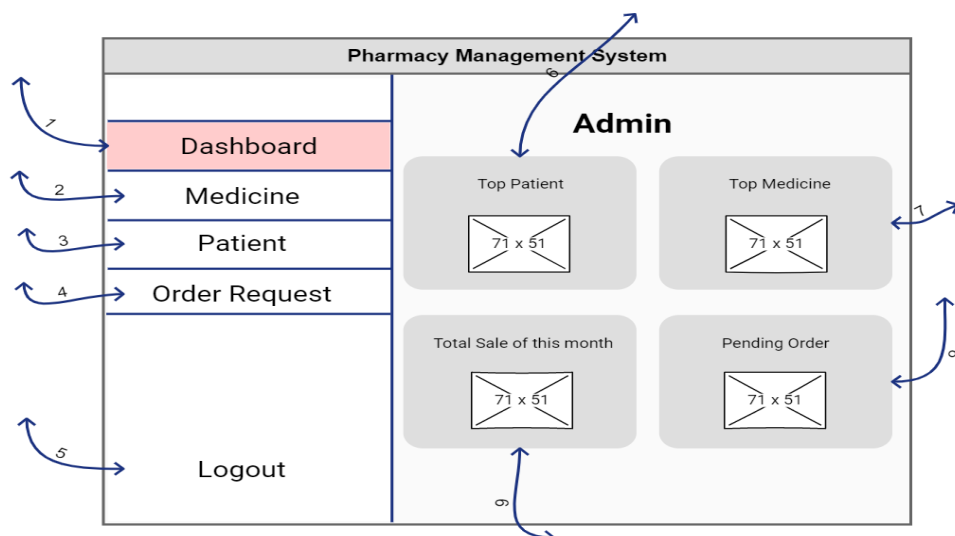 Pharmacy Management System
6
1
Admin
Dashboard
Top Patient
Top Medicine
2
Medicine
7
3
Patient
71 x 51
71 x 51
4
Order Request
Total Sale of this month
Pending Order
71 x 51
71 x 51
5
Logout
9